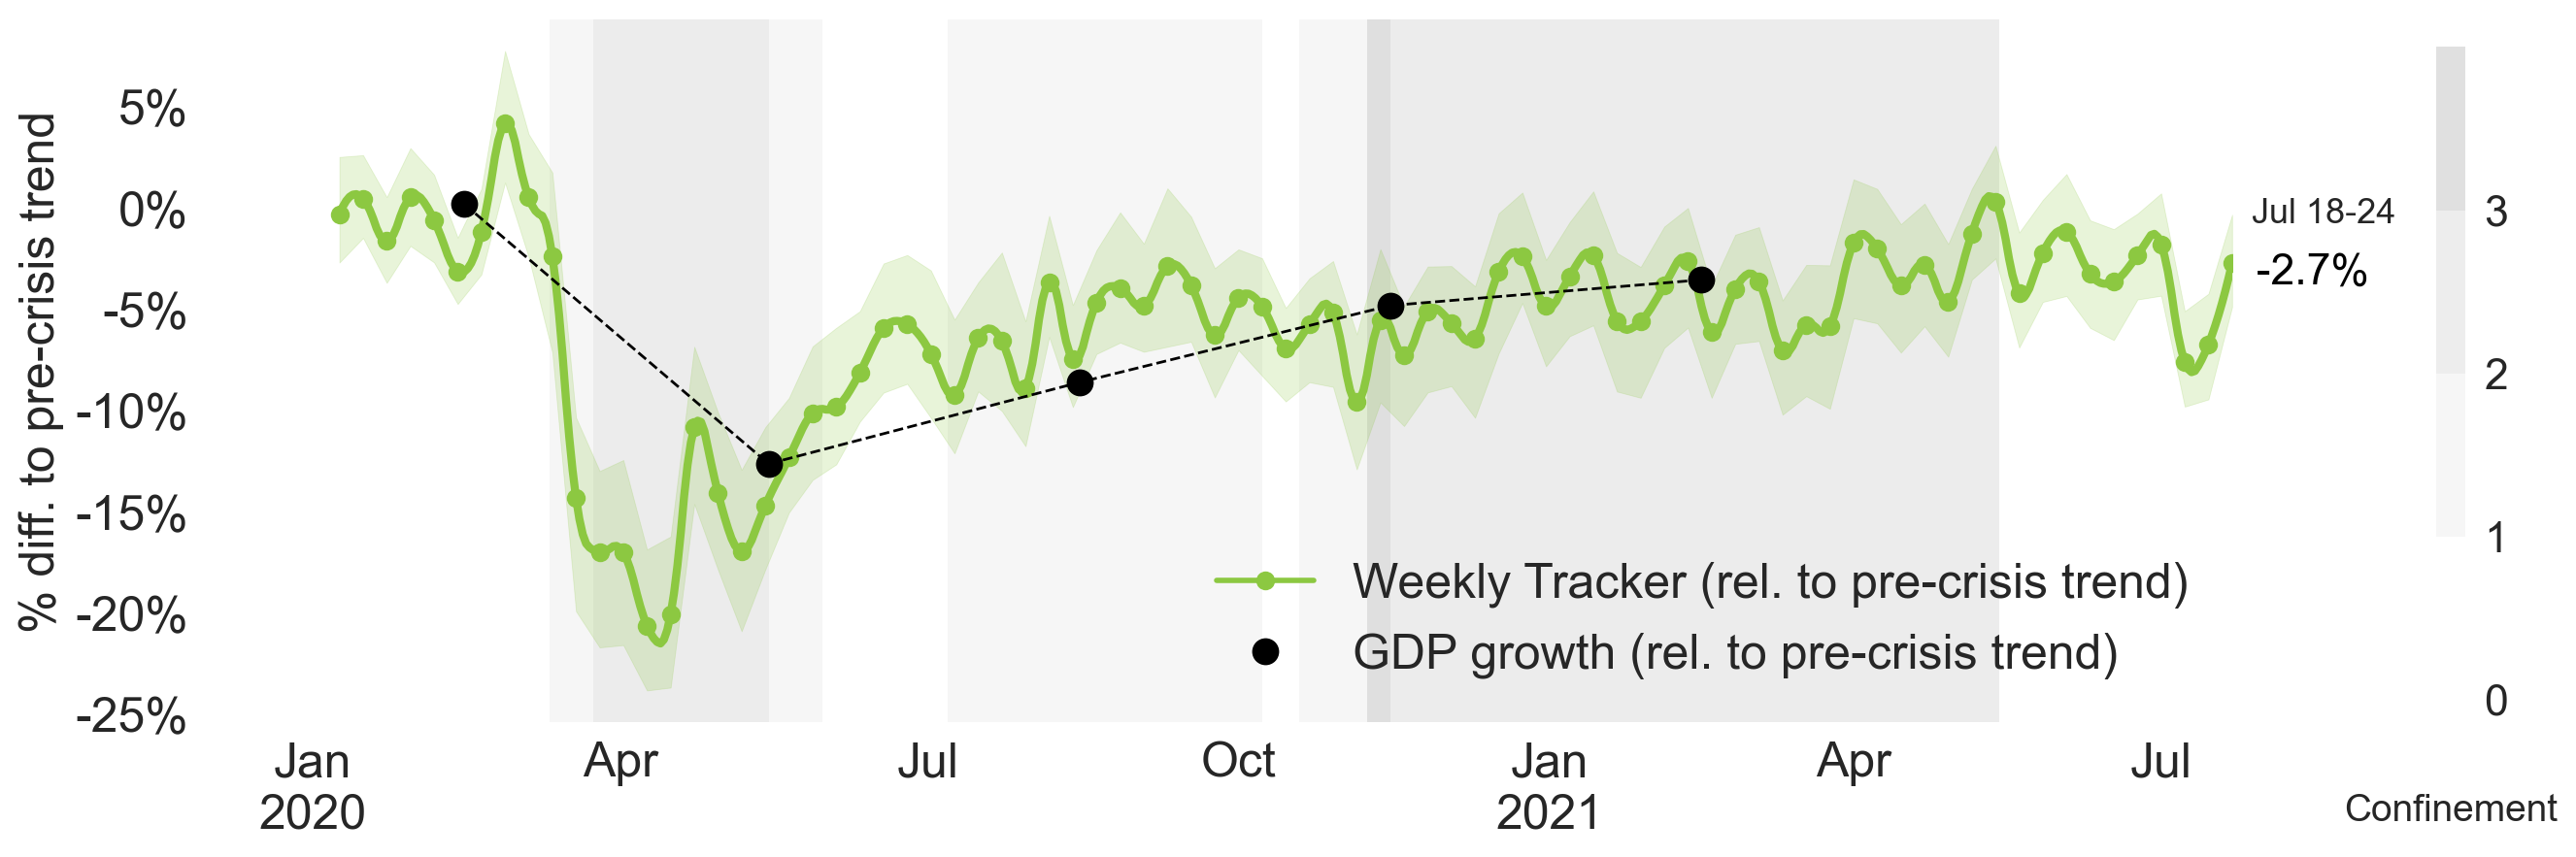 % diff. to pre-crisis trend
5%
0%
-5%
-10%
-15%
-20%
-25%
Jan
2020
Apr
Jul
Oct
Jan
2021
Apr
Jul
Weekly Tracker (rel. to pre-crisis trend)
GDP growth (rel. to pre-crisis trend)
Jul 18-24
-2.7%
3
2
1
0
Confinement